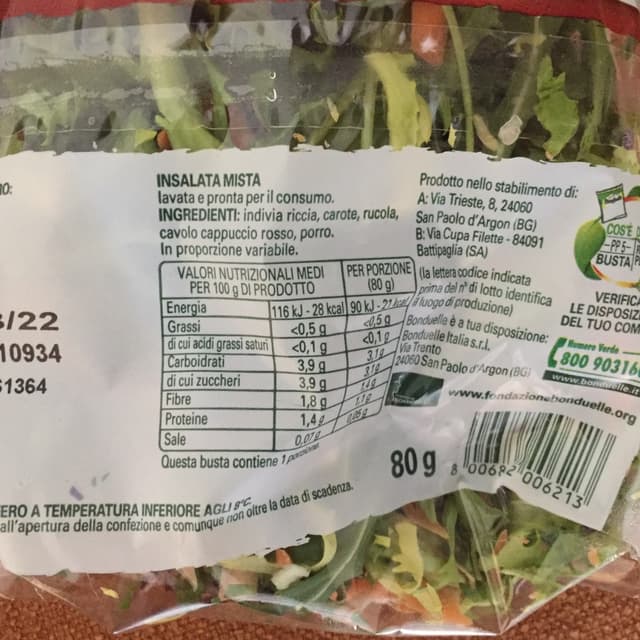 INSALATA MISTA
lavata e pronta per il consumo.
INGREDIENTI: indivia riccia, carote, rucola,
cavolo cappuccio rosso, porro.
In proporzione variabile.
VALORI NUTRIZIONALI MEDI PER PORZIONE
PER 100 g DI PRODOTTO (80 g)
Energia 116 kJ - 28 kcal 90 kJ -
Grassi <0,5 g <0,5 g
di cui acidi grassi saturi <0,1 g <0,1 g
Carboidrati 3,9 g 3,1 g
di cui zuccheri 3,9 g 3,1 g
Fibre 1,8 g
Proteine 1,4 g
Sale 0,07 g
Questa busta contiene 1 porzione
80 g
Prodotto nello stabilimento di:
A: Via Trieste, 8, 24060
San Paolo d'Argon (BG)
B: Via Cupa Filette - 84091
Battipaglia (SA)
(la lettera codice indicata
prima del n° di lotto identifica
il luogo di produzione)
Bonduelle è a tua disposizione:
Bonduelle Italia s.r.l.
Via Trento
24060 San Paolo d'Argon (BG)
www.fondazionebonduelle.org
8 006

BUSTA
VERIFIC
LE DISPOSIZ
DEL TUO COM
Numero Verde
800 90316
www.bonduelle.it
/22
10934
1364
ERO A TEMPERATURA INFERIORE AGLI 8°C.
all'apertura della confezione e comunque non oltre la data di scadenza.